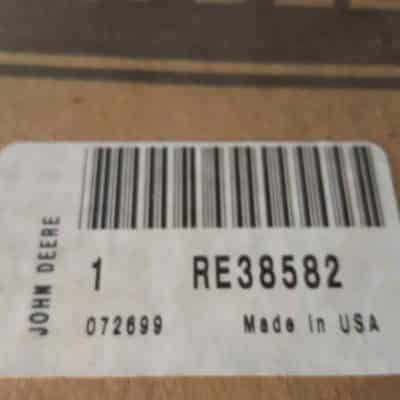 JOHN DEERE
1 RE38582
072699 Made in USA